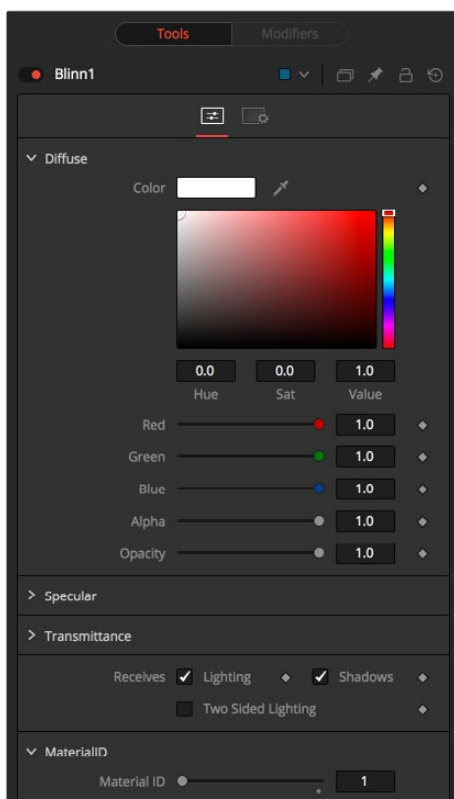 Tools Modifiers
Blinn1
Diffuse
Color
0.0 0.0 1.0
Hue Sat Value
Red 1.0
Green 1.0
Blue 1.0
Alpha 1.0
Opacity 1.0
Specular
Transmittance
Receives Lighting Shadows
Two Sided Lighting
MaterialID
Material ID 1